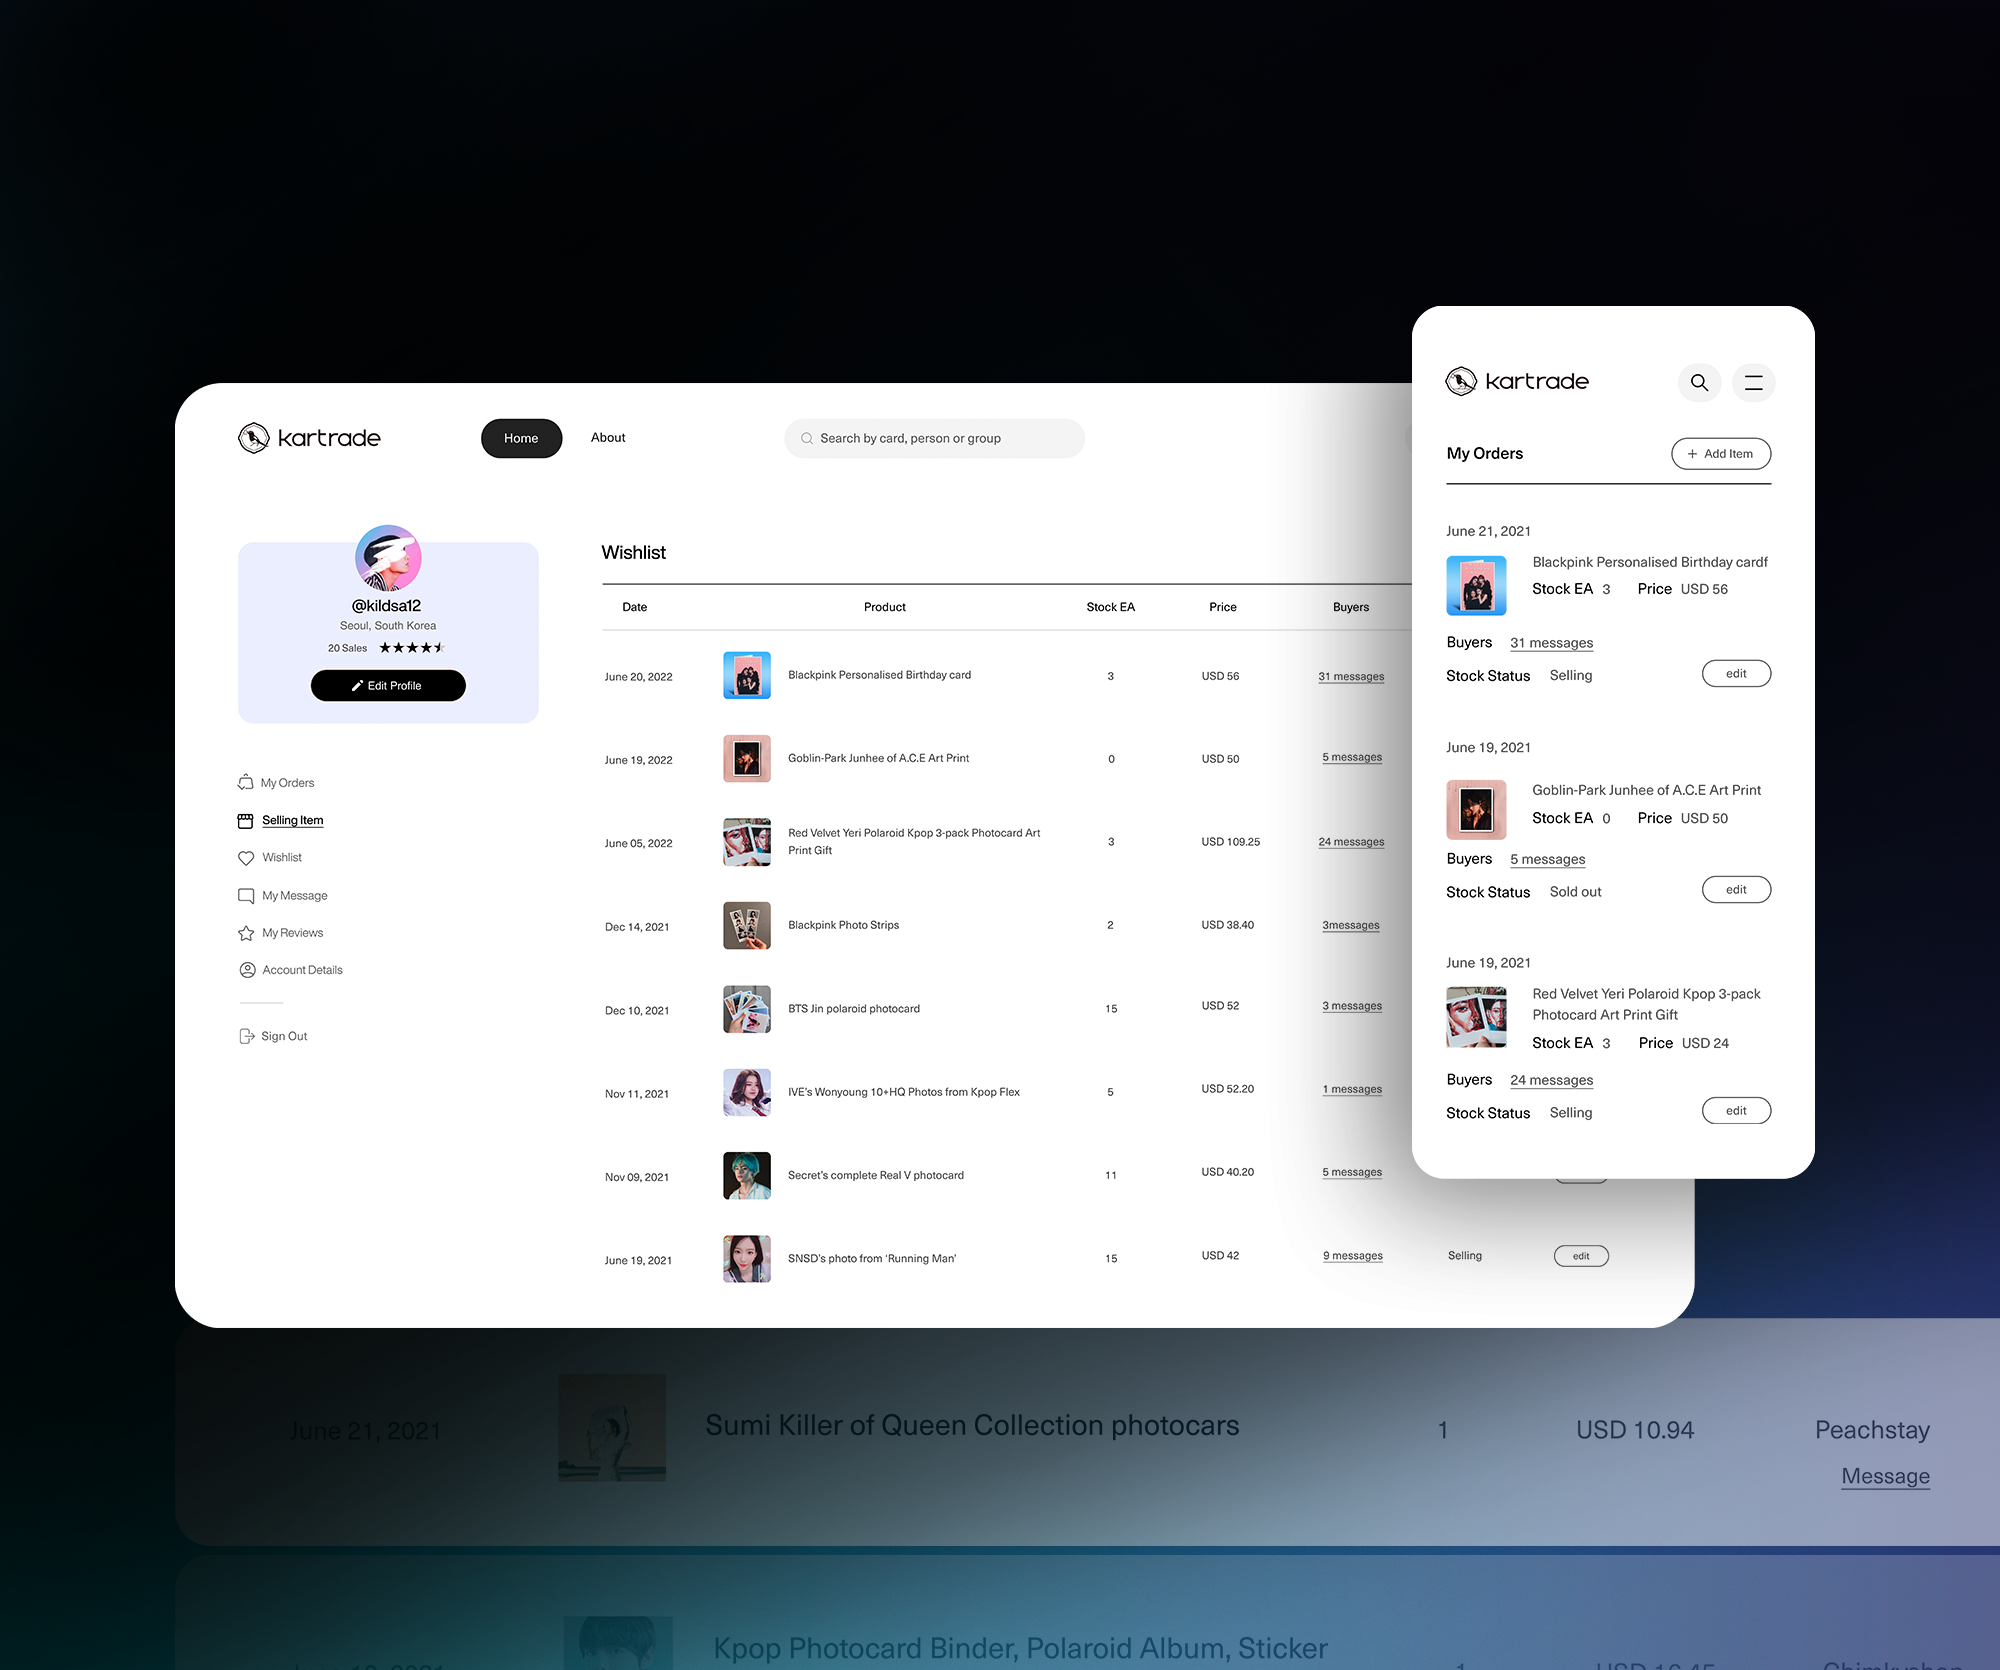 kartrade
Home
About
Search by card, person or group
@kildsa12
Seoul, South Korea
20 Sales
Edit Profile
My Orders
Selling Item
Wishlist
My Message
My Reviews
Account Details
Sign Out
Wishlist
Date Product Stock EA Price Buyers
June 20, 2022 Blackpink Personalised Birthday card 3 USD 56 31 messages
June 19, 2022 Goblin-Park Junhee of A.C.E Art Print 0 USD 50 5 messages
June 05, 2022 Red Velvet Yeri Polaroid Kpop 3-pack Photocard Art 3 USD 109.25 24 messages
Print Gift
Dec 14, 2021 Blackpink Photo Strips 2 USD 38.40 3messages
Dec 10, 2021 BTS Jin polaroid photocard 15 USD 52 3 messages
Nov 11, 2021 IVE's Wonyoung 10+HQ Photos from Kpop Flex 5 USD 52.20 1 messages
Nov 09, 2021 Secret's complete Real V photocard 11 USD 40.20 5 messages
June 19, 2021 SNSD's photo from ‘Running Man’ 15 USD 42 9 messages Selling edit
kartrade
My Orders
+ Add Item
June 21, 2021
Blackpink Personalised Birthday cardf
Stock EA 3 Price USD 56
Buyers 31 messages
Stock Status Selling edit
June 19, 2021
Goblin-Park Junhee of A.C.E Art Print
Stock EA 0 Price USD 50
Buyers 5 messages
Stock Status Sold out edit
June 19, 2021
Red Velvet Yeri Polaroid Kpop 3-pack
Photocard Art Print Gift
Stock EA 3 Price USD 24
Buyers 24 messages
Stock Status Selling edit
June 21, 2021 Sumi Killer of Queen Collection photocars 1 USD 10.94 Peachstay
Message
Kpop Photocard Binder, Polaroid Album, Sticker